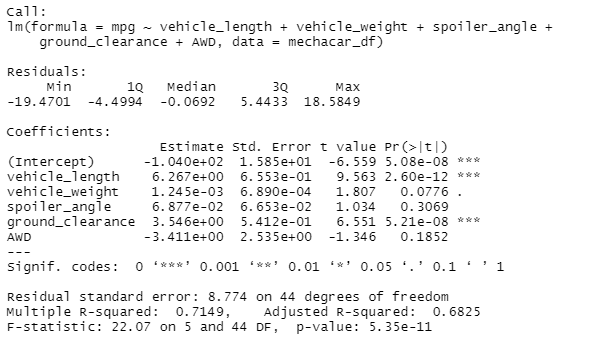 Call:
lm(formula = mpg ~ vehicle_length + vehicle_weight + spoiler_angle +
    ground_clearance + AWD, data = mechacar_df)

Residuals:
     Min       1Q   Median       3Q      Max
-19.4701  -4.4994  -0.0692   5.4433  18.5849

Coefficients:
                   Estimate Std. Error t value Pr(>|t|)
(Intercept)      -1.040e+02  1.585e+01  -6.559 5.08e-08 ***
vehicle_length    6.267e+00  6.553e-01   9.563 2.60e-12 ***
vehicle_weight    1.245e-03  6.890e-04   1.807   0.0776 .
spoiler_angle     6.877e-02  6.653e-02   1.034   0.3069
ground_clearance  3.546e+00  5.412e-01   6.551 5.21e-08 ***
AWD              -3.411e+00  2.535e+00  -1.346   0.1852
---
Signif. codes:  0 ‘***’ 0.001 ‘**’ 0.01 ‘*’ 0.05 ‘.’ 0.1 ‘ ’ 1

Residual standard error: 8.774 on 44 degrees of freedom
Multiple R-squared:  0.7149,    Adjusted R-squared:  0.6825
F-statistic: 22.07 on 5 and 44 DF,  p-value: 5.35e-11